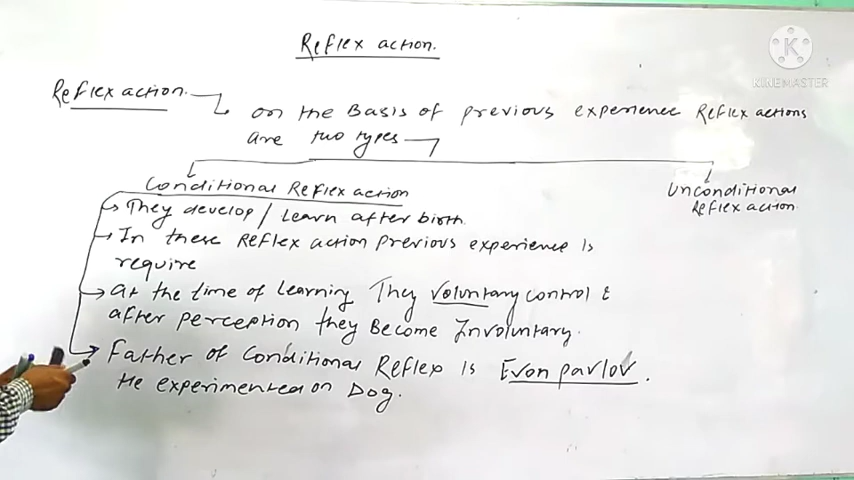 Reflex action.
K
KINEMASTER
Reflex action.
on the Basis of previous experience Reflex actions
are two types
Conditional Reflex action
Unconditional
Reflex action
They develop / Learn after birth.
In these Reflex action previous experience is
require
At the time of Learning They voluntary control &
after perception they Become Involuntary.
Father of Conditional Reflex is Evon pavlov.
He experimented on Dog.